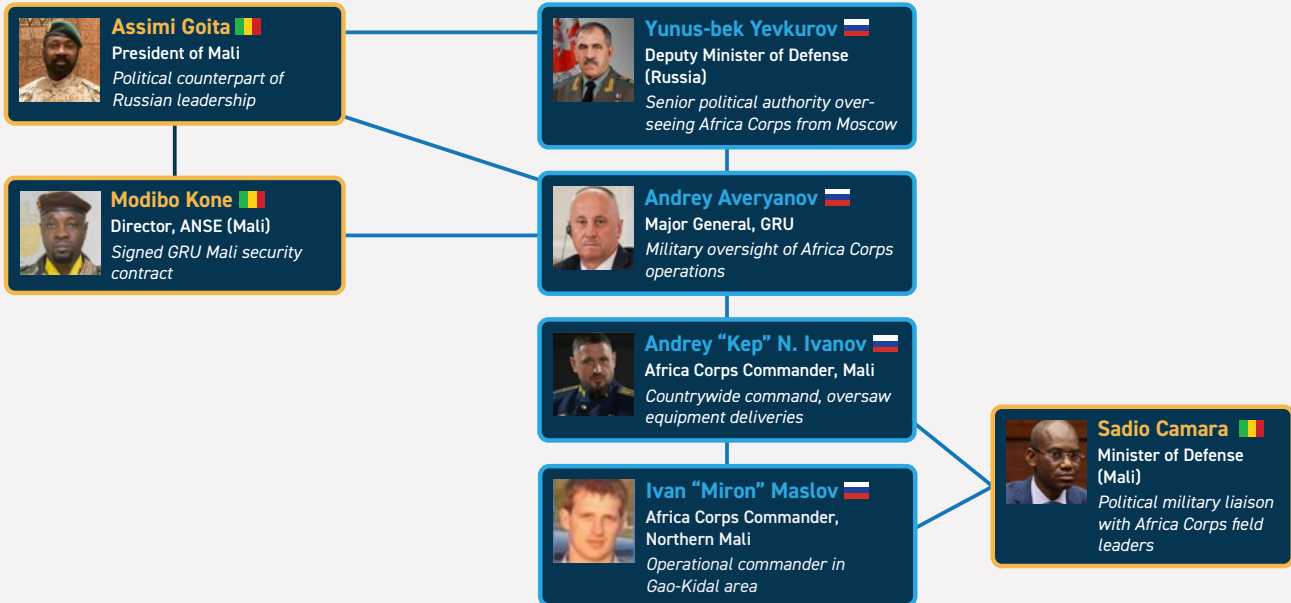 Assimi Goita
President of Mali
Political counterpart of
Russian leadership
Yunus-bek Yevkurov
Deputy Minister of Defense
(Russia)
Senior political authority over-
seeing Africa Corps from Moscow
Modibo Kone
Director, ANSE (Mali)
Signed GRU Mali security
contract
Andrey Averyanov
Major General, GRU
Military oversight of Africa Corps
operations
Andrey “Kep” N. Ivanov
Africa Corps Commander, Mali
Countrywide command, oversaw
equipment deliveries
Sadio Camara
Minister of Defense
(Mali)
Political military liaison
with Africa Corps field
leaders
Ivan “Miron” Maslov
Africa Corps Commander,
Northern Mali
Operational commander in
Gao-Kidal area